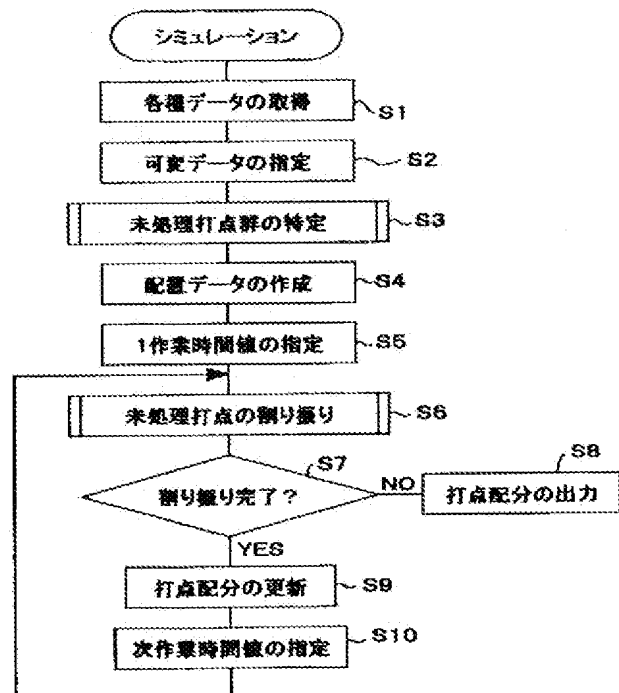 シミュレーション
各種データの取得
S1
可変データの指定
S2
未処理打点群の特定
S3
配置データの作成
S4
1作業時間値の指定
S5
未処理打点の割り振り
S6
S7
割り振り完了?
NO
S8
打点配分の出力
YES
打点配分の更新
S9
次作業時間値の指定
S10